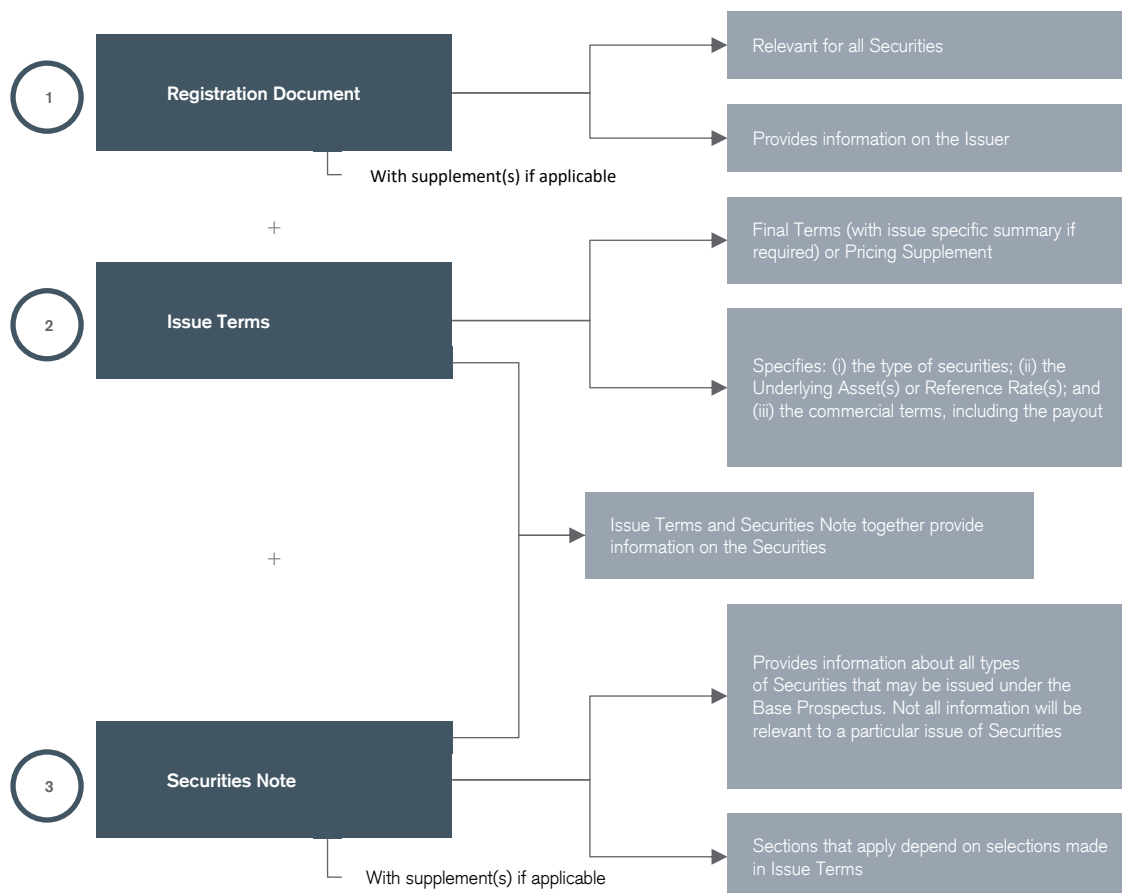 1
Registration Document
With supplement(s) if applicable
Relevant for all Securities
Provides information on the Issuer
+
2
Issue Terms
Final Terms (with issue specific summary if
required) or Pricing Supplement
Specifies: (i) the type of securities; (ii) the
Underlying Asset(s) or Reference Rate(s); and
(iii) the commercial terms, including the payout
Issue Terms and Securities Note together provide
information on the Securities
+
3
Securities Note
With supplement(s) if applicable
Provides information about all types
of Securities that may be issued under the
Base Prospectus. Not all information will be
relevant to a particular issue of Securities
Sections that apply depend on selections made
in Issue Terms